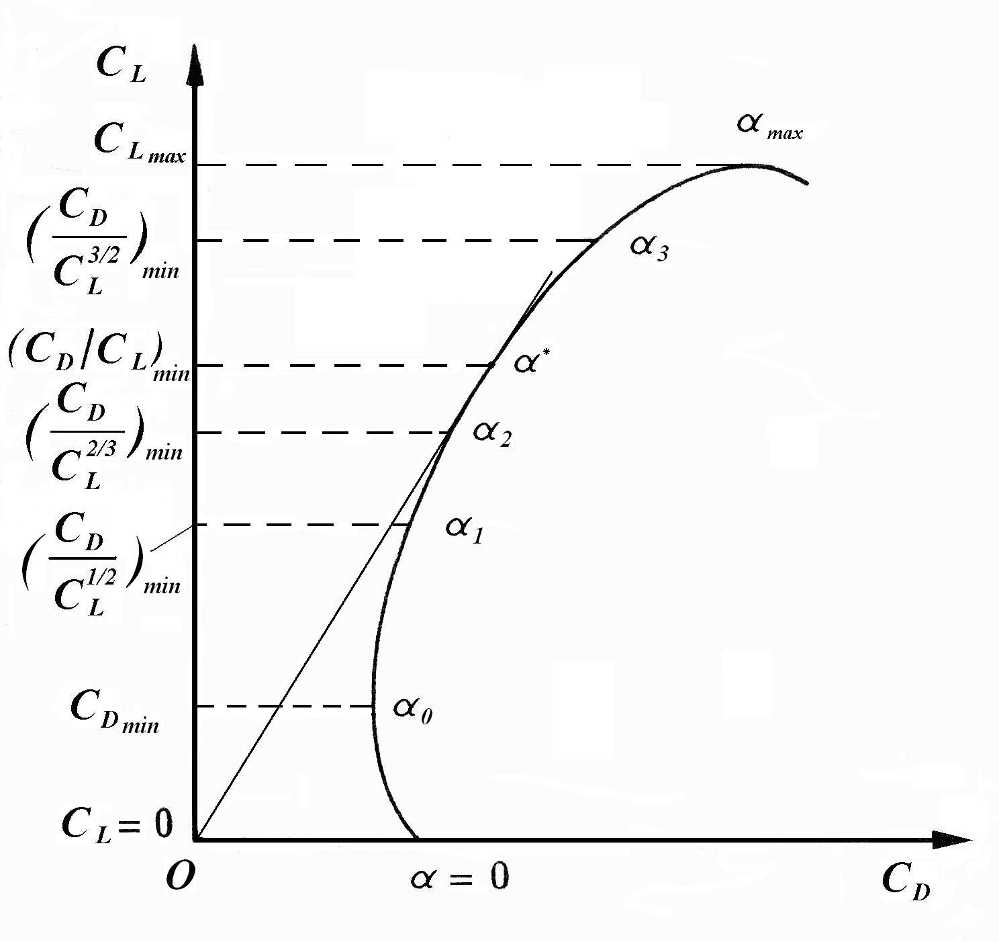 C_L
C_L max
α_max
(C_D / C_L^3/2)_min
α_3
(C_D/C_L)_min
α*
(C_D / C_L^2/3)_min
α_2
(C_D / C_L^1/2)_min
α_1
C_D min
α_0
C_L = 0
O
α = 0
C_D